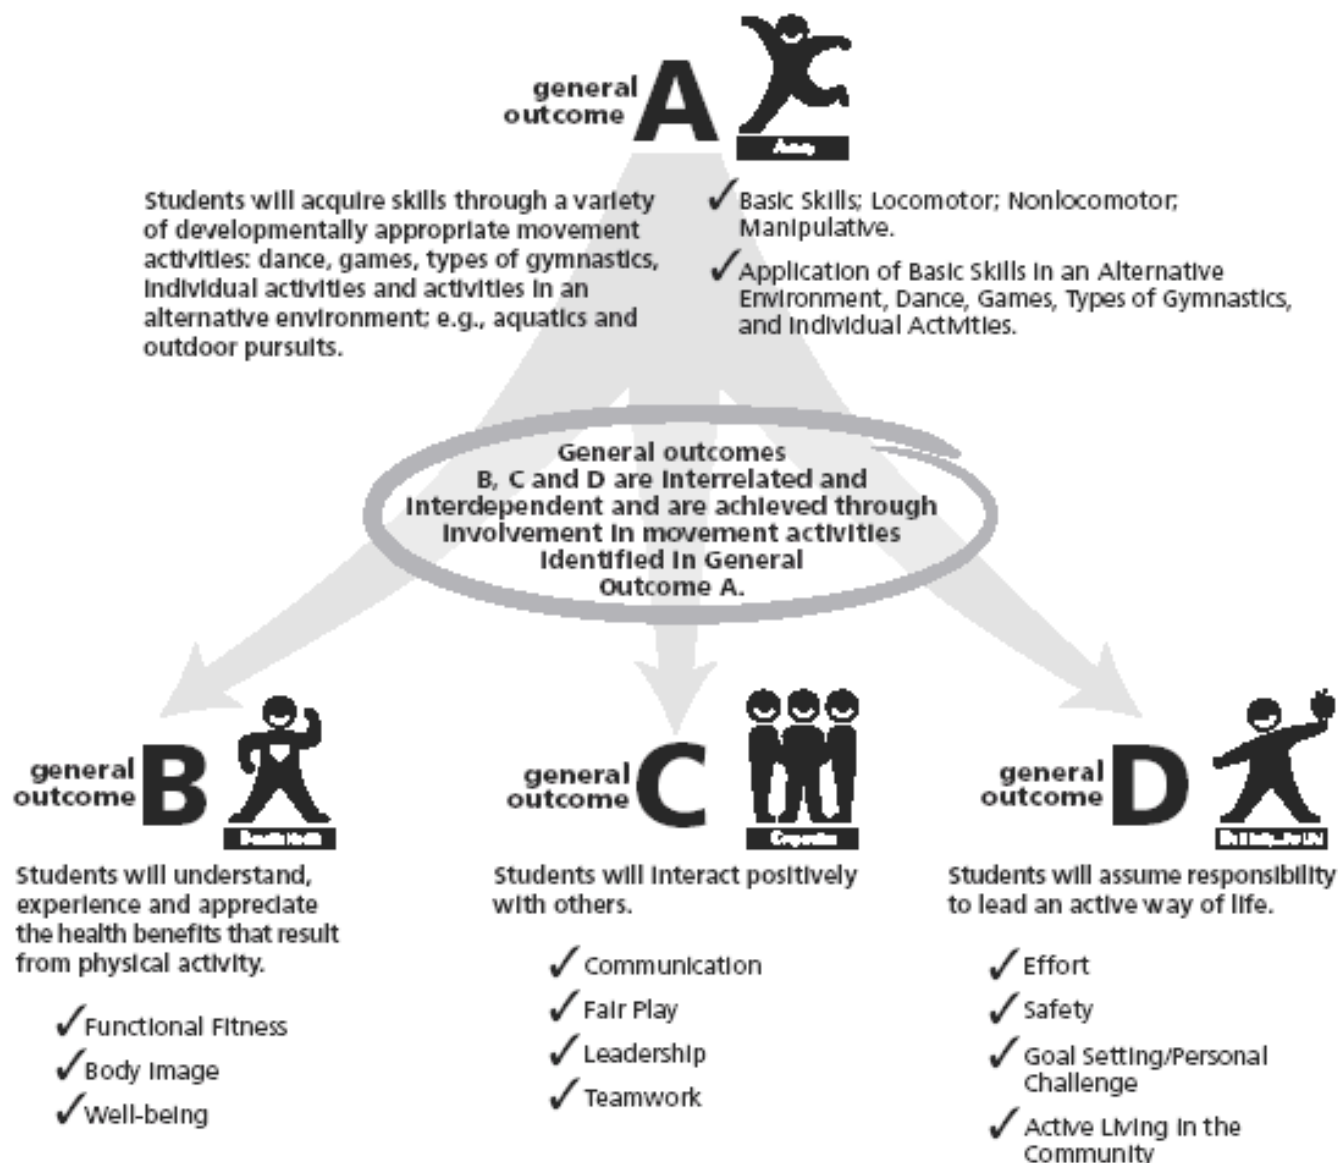 general
outcome A
Activity
Students will acquire skills through a variety
of developmentally appropriate movement
activities: dance, games, types of gymnastics,
individual activities and activities in an
alternative environment; e.g., aquatics and
outdoor pursuits.
✓ Basic Skills; Locomotor; Nonlocomotor;
Manipulative.
✓ Application of Basic Skills in an Alternative
Environment, Dance, Games, Types of Gymnastics,
and Individual Activities.
General outcomes
B, C and D are interrelated and
interdependent and are achieved through
involvement in movement activities
identified in General
Outcome A.
general
outcome B
Benefits Health
Students will understand,
experience and appreciate
the health benefits that result
from physical activity.
✓ Functional Fitness
✓ Body Image
✓ Well-being
general
outcome C
Cooperation
Students will interact positively
with others.
✓ Communication
✓ Fair Play
✓ Leadership
✓ Teamwork
general
outcome D
Students will assume responsibility
to lead an active way of life.
✓ Effort
✓ Safety
✓ Goal Setting/Personal
Challenge
✓ Active Living in the
Community